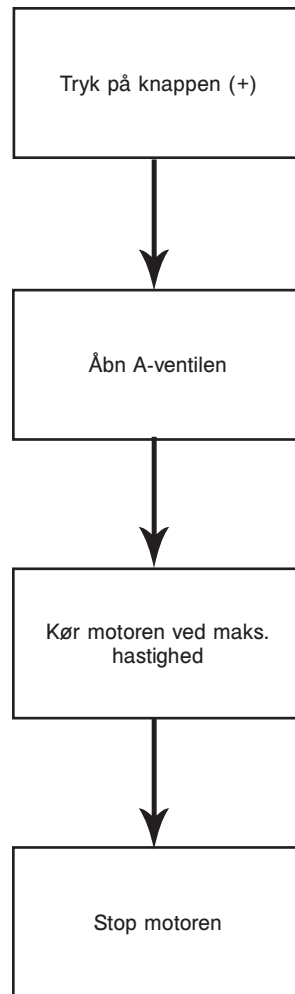 Tryk på knappen (+)
Åbn A-ventilen
Kør motoren ved maks.
hastighed
Stop motoren